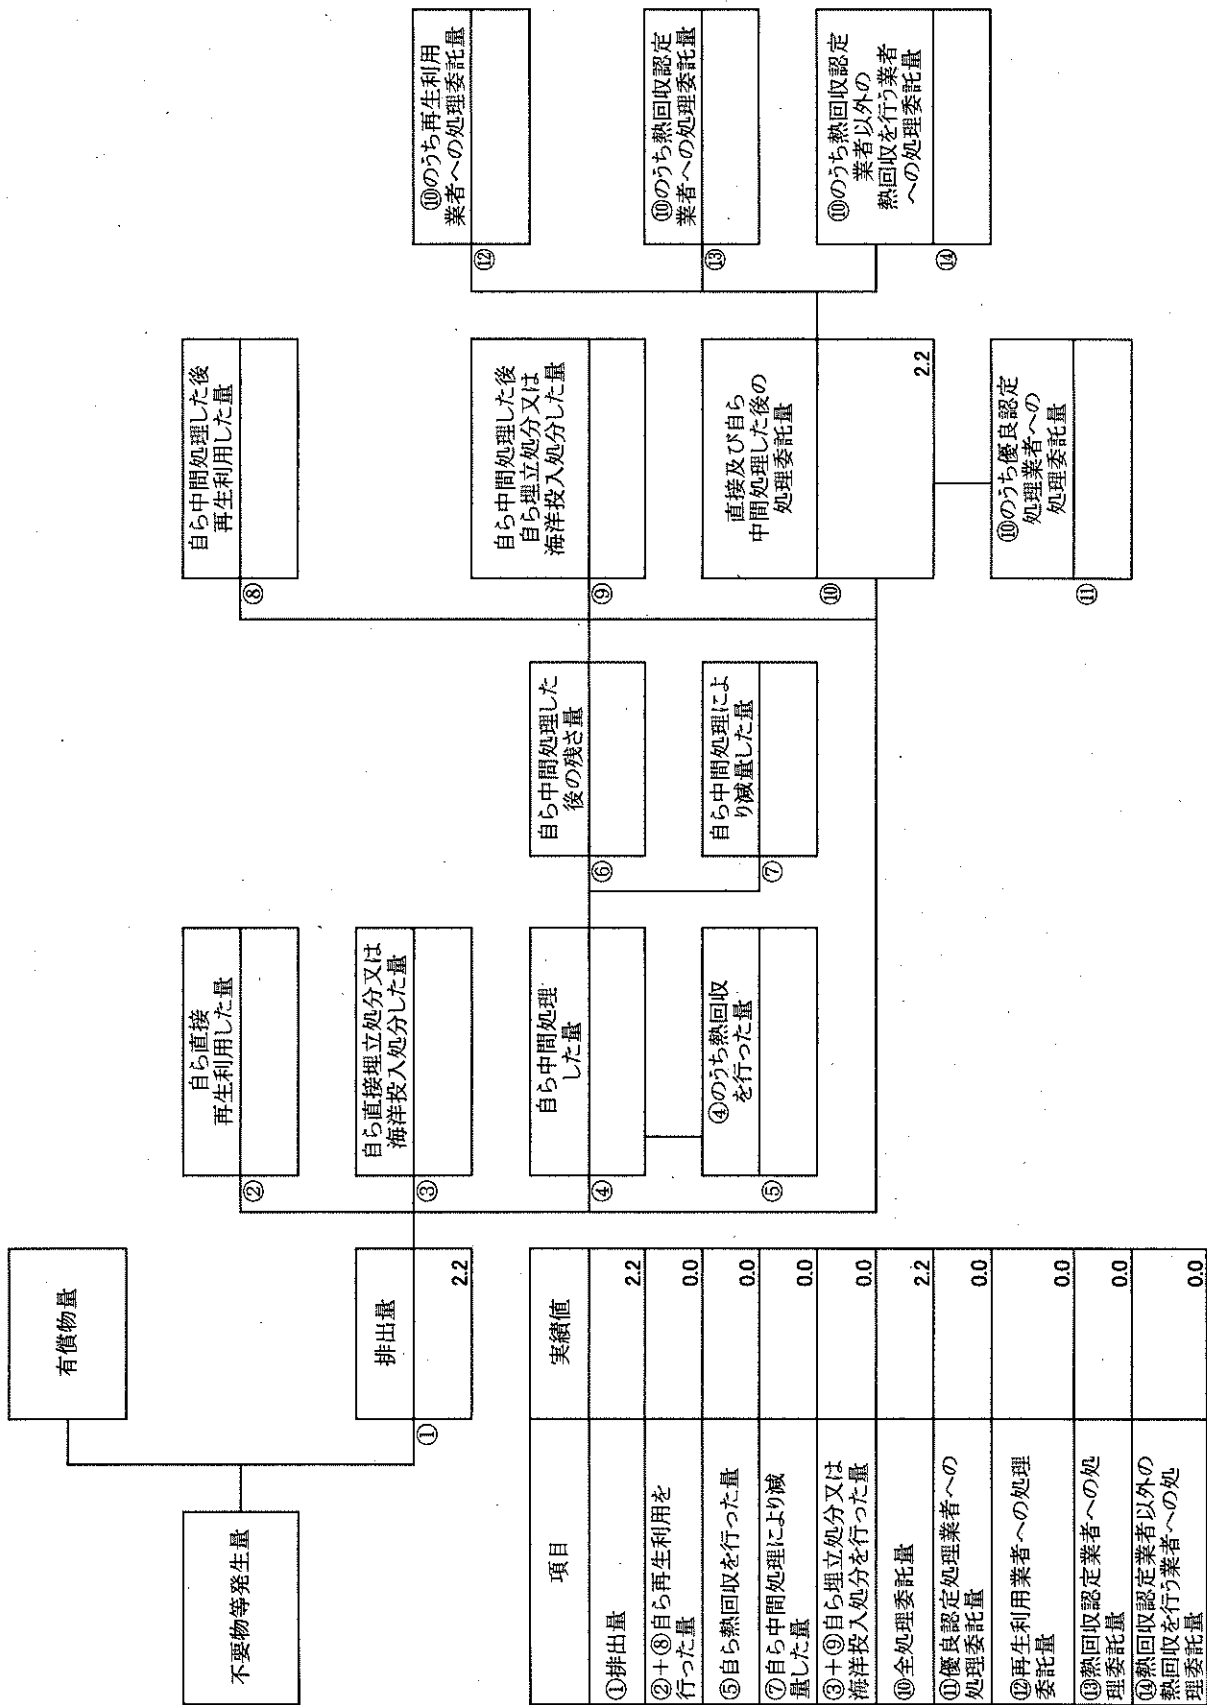 不要物等発生量
有償物量
①
排出量
2.2
②
自ら直接
再生利用した量
③
自ら直接埋立処分又は
海洋投入処分した量
④
自ら中間処理
した量
⑤
④のうち熱回収
を行った量
⑥
自ら中間処理した
後の残さ量
⑦
自ら中間処理によ
り減量した量
⑧
自ら中間処理した後
再生利用した量
⑨
自ら中間処理した後
自ら埋立処分又は
海洋投入処分した量
⑩
直接及び自ら
中間処理した後の
処理委託量
2.2
⑪
⑩のうち優良認定
処理業者への
処理委託量
⑫
⑩のうち再生利用
業者への処理委託量
⑬
⑩のうち熱回収認定
業者への処理委託量
⑭
⑩のうち熱回収認定
業者以外の
熱回収を行う業者
への処理委託量
項目 実績値
①排出量 2.2
②+⑧自ら再生利用を
行った量 0.0
⑤自ら熱回収を行った量 0.0
⑦自ら中間処理により減
量した量 0.0
③+⑨自ら埋立処分又は
海洋投入処分を行った量 0.0
⑩全処理委託量 2.2
⑪優良認定処理業者への
処理委託量 0.0
⑫再生利用業者への処理
委託量 0.0
⑬熱回収認定業者への処
理委託量 0.0
⑭熱回収認定業者以外の
熱回収を行う業者への処
理委託量 0.0